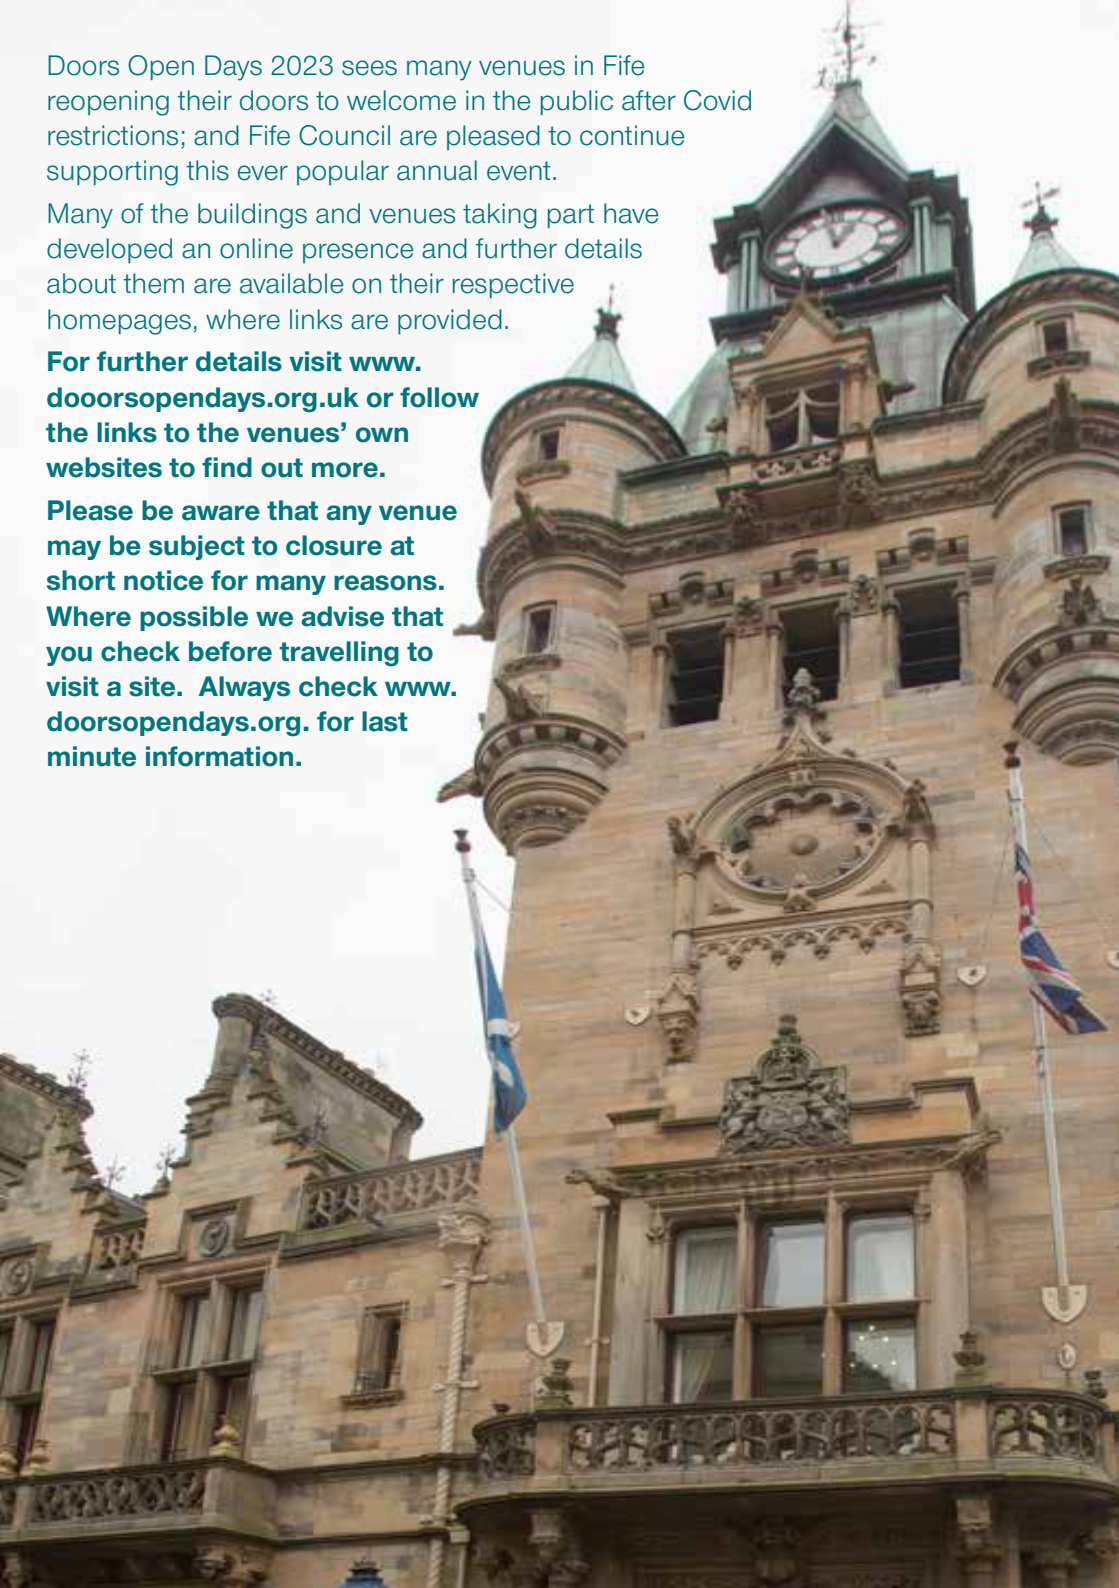 Doors Open Days 2023 sees many venues in Fife
reopening their doors to welcome in the public after Covid
restrictions; and Fife Council are pleased to continue
supporting this ever popular annual event.
Many of the buildings and venues taking part have
developed an online presence and further details
about them are available on their respective
homepages, where links are provided.
For further details visit www.
dooorsopendays.org.uk or follow
the links to the venues’ own
websites to find out more.
Please be aware that any venue
may be subject to closure at
short notice for many reasons.
Where possible we advise that
you check before travelling to
visit a site.  Always check www.
doorsopendays.org. for last
minute information.